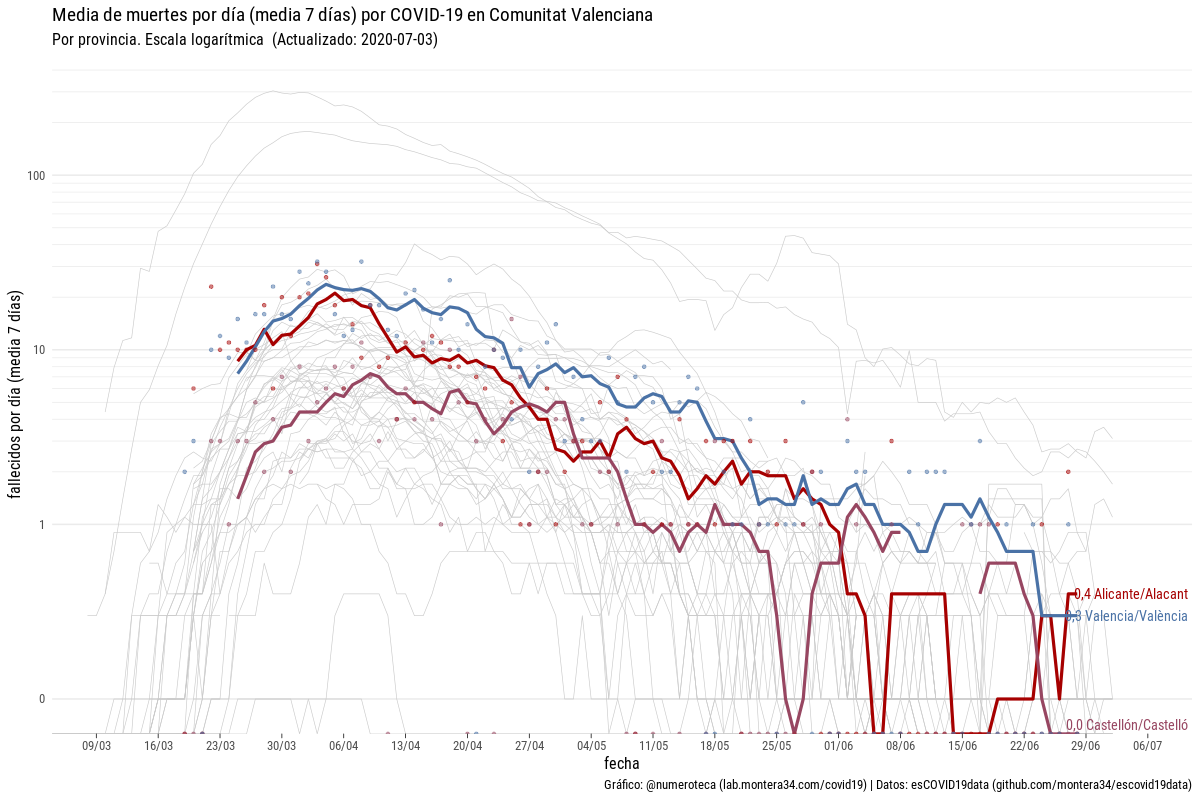 Media de muertes por día (media 7 días) por COVID-19 en Comunitat Valenciana
Por provincia. Escala logarítmica (Actualizado: 2020-07-03)
fallecidos por día (media 7 días)
100
10
1
0
0,4 Alicante/Alacant
0,3 Valencia/València
0,0 Castellón/Castelló
09/03 16/03 23/03 30/03 06/04 13/04 20/04 27/04 04/05 11/05 18/05 25/05 01/06 08/06 15/06 22/06 29/06 06/07
fecha
Gráfico: @numeroteca (lab.montera34.com/covid19) | Datos: esCOVID19data (github.com/montera34/escovid19data)